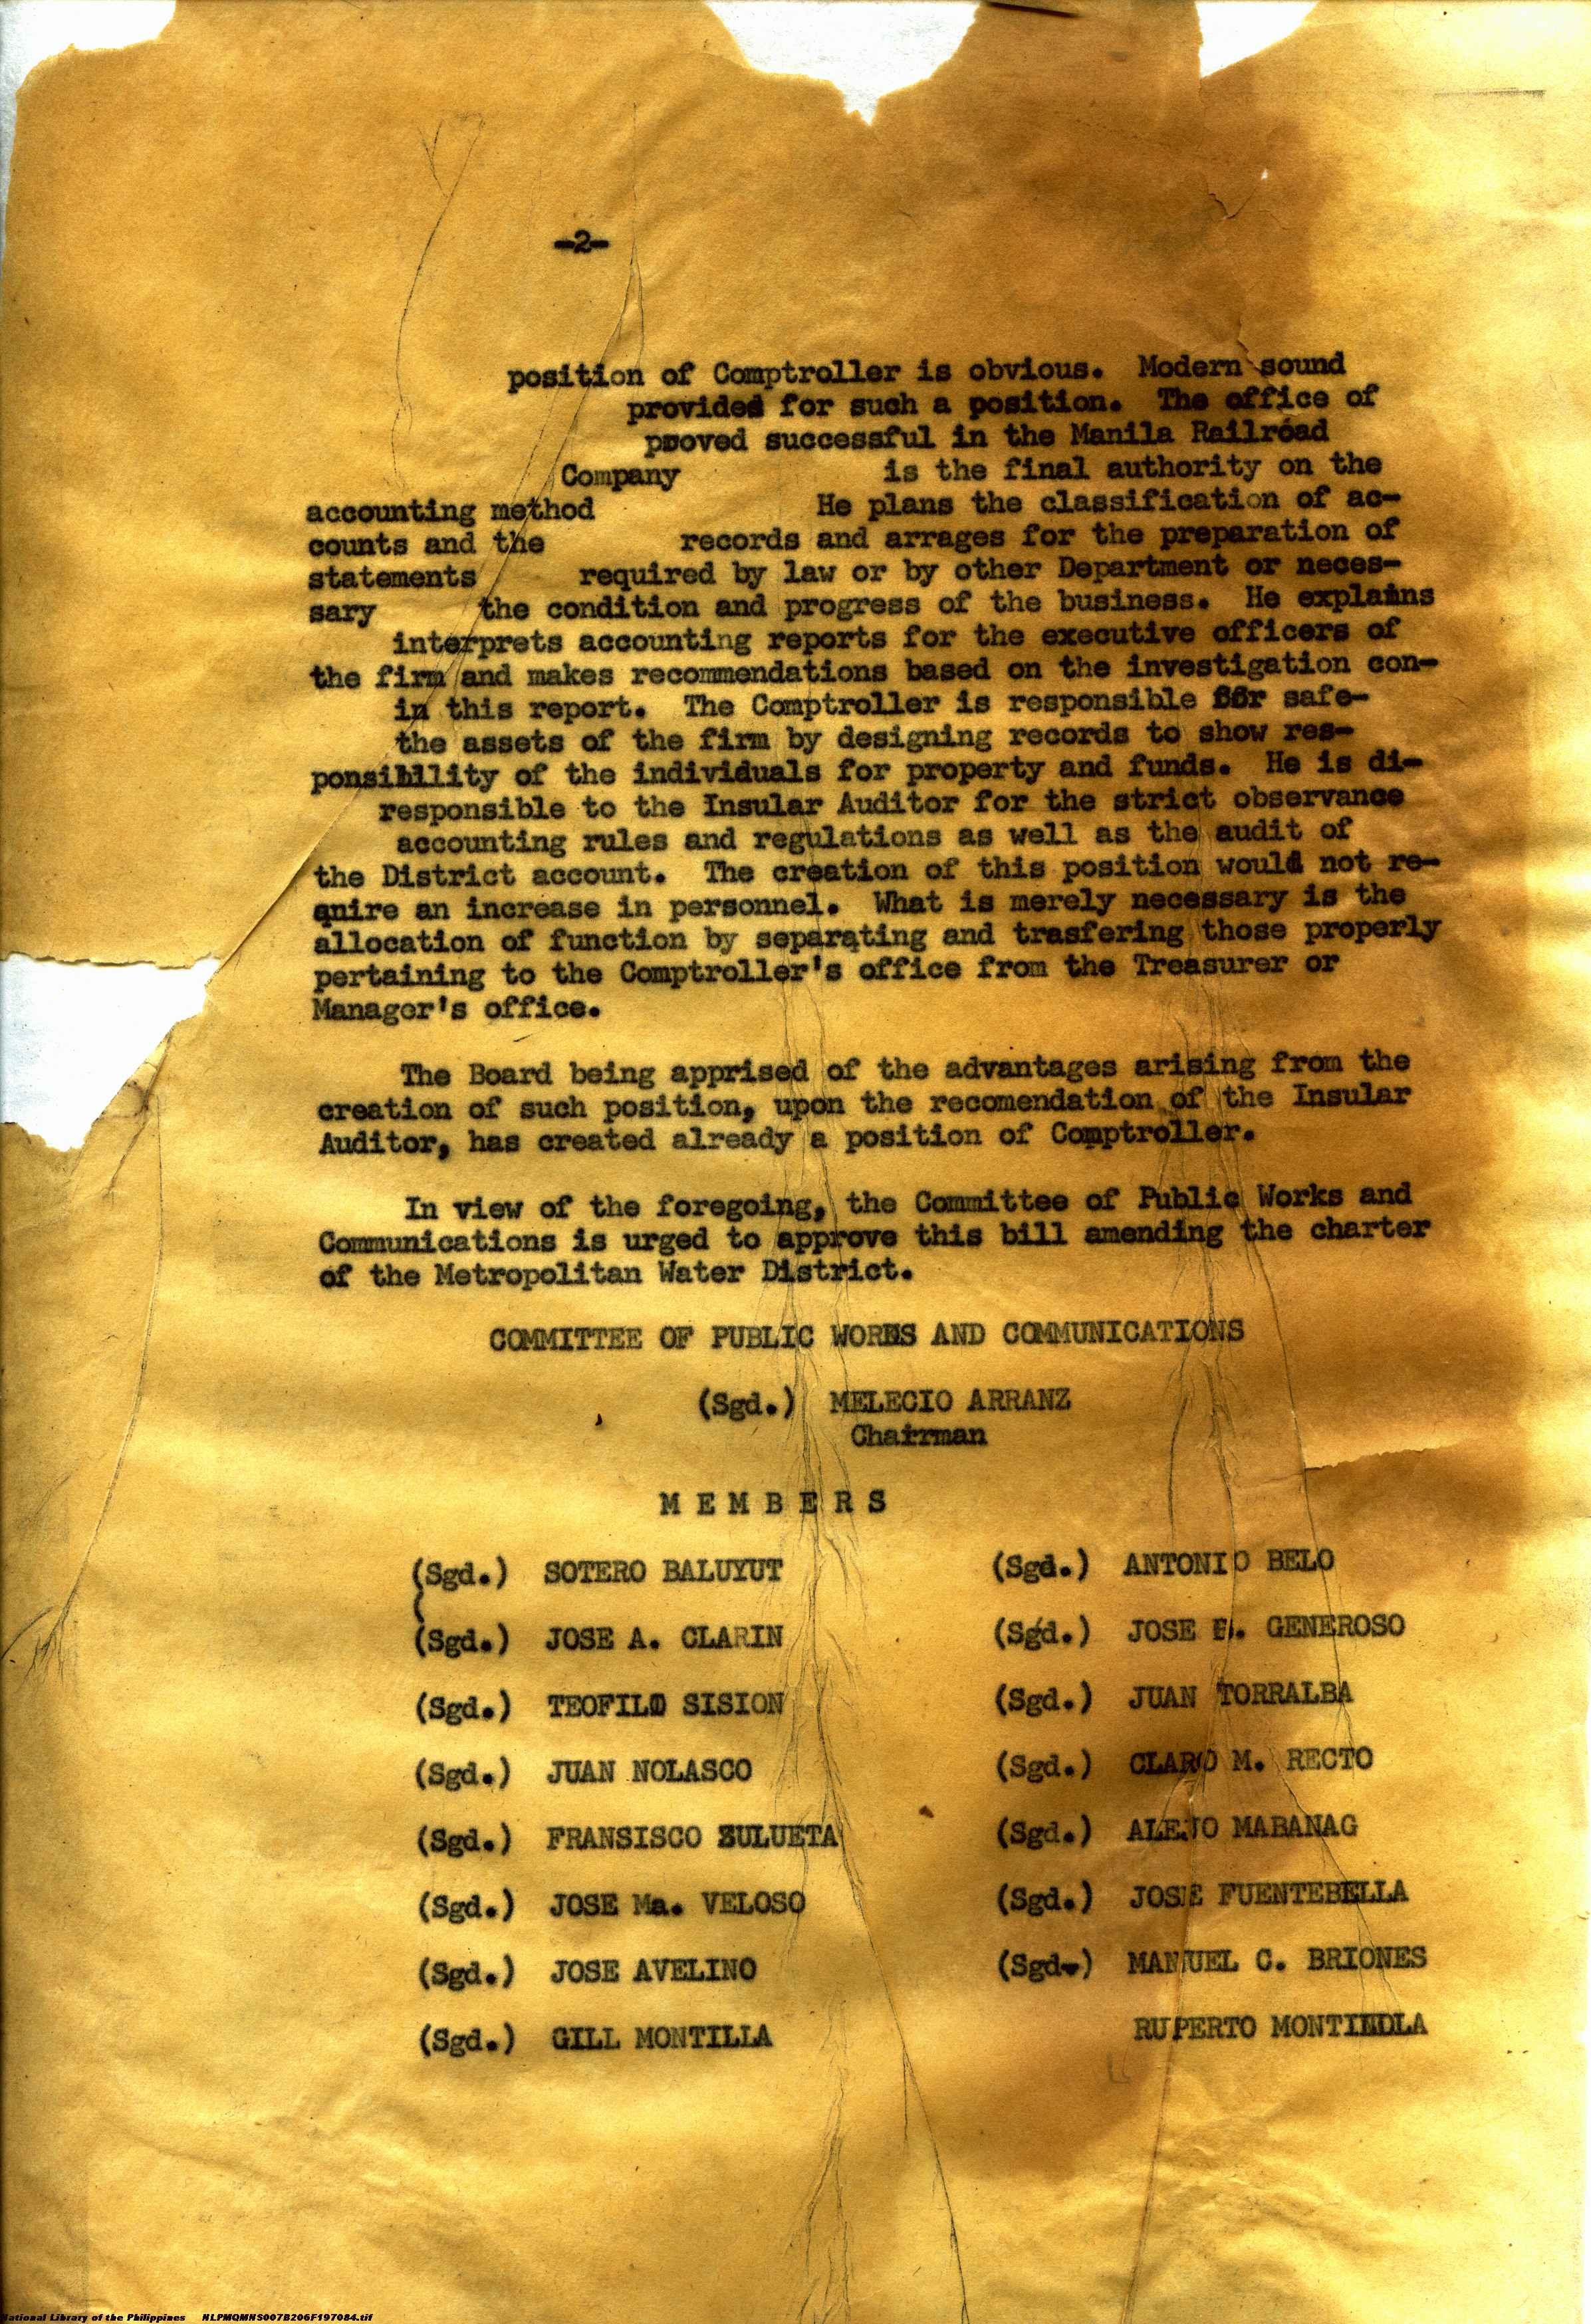 -2-
position of Comptroller is obvious. Modern sound
provided for such a position. The office of
proved successful in the Manila Railroad
Company is the final authority on the
accounting method He plans the classification of ac-
counts and the records and arrages for the preparation of
statements required by law or by other Department or neces-
sary the condition and progress of the business. He explains
interprets accounting reports for the executive officers of
the firm and makes recommendations based on the investigation con-
in this report. The Comptroller is responsible for safe-
the assets of the firm by designing records to show res-
ponsibility of the individuals for property and funds. He is di-
responsible to the Insular Auditor for the strict observance
accounting rules and regulations as well as the audit of
the District account. The creation of this position would not re-
qnire an increase in personnel. What is merely necessary is the
allocation of function by separating and trasfering those properly
pertaining to the Comptroller's office from the Treasurer or
Manager's office.
The Board being apprised of the advantages arising from the
creation of such position, upon the recomendation of the Insular
Auditor, has created already a position of Comptroller.
In view of the foregoing, the Committee of Public Works and
Communications is urged to approve this bill amending the charter
of the Metropolitan Water District.
COMMITTEE OF PUBLIC WORKS AND COMMUNICATIONS
(Sgd.) MELECIO ARRANZ
Chairman
MEMBERS
(Sgd.) SOTERO BALUYUT (Sgd.) ANTONIO BELO
(Sgd.) JOSE A. CLARIN (Sgd.) JOSE GENEROSO
(Sgd.) TEOFILO SISION (Sgd.) JUAN TORRALBA
(Sgd.) JUAN NOLASCO (Sgd.) CLARO M. RECTO
(Sgd.) FRANSISCO ZULUETA (Sgd.) ALEJO MABANAG
(Sgd.) JOSE Ma. VELOSO (Sgd.) JOSE FUENTEBELLA
(Sgd.) JOSE AVELINO (Sgd.) MANUEL C. BRIONES
(Sgd.) GILL MONTILLA RUPERTO
National Library of the Philippines NLPMQMNS007B206F197084.tif